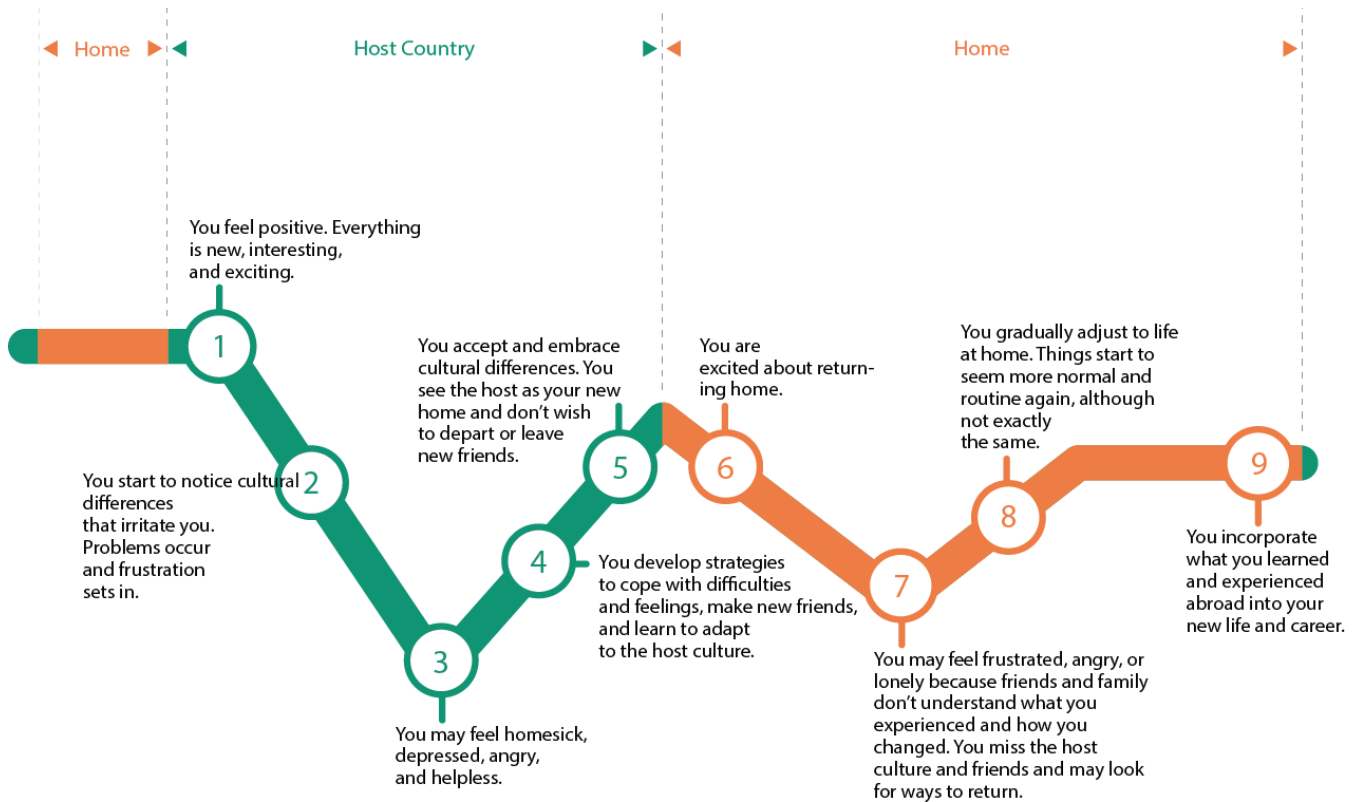 Home
Host Country
Home
1
You feel positive. Everything
is new, interesting,
and exciting.
2
You start to notice cultural
differences
that irritate you.
Problems occur
and frustration
sets in.
3
You may feel homesick,
depressed, angry,
and helpless.
4
You develop strategies
to cope with difficulties
and feelings, make new friends,
and learn to adapt
to the host culture.
5
You accept and embrace
cultural differences. You
see the host as your new
home and don’t wish
to depart or leave
new friends.
6
You are
excited about return-
ing home.
7
You may feel frustrated, angry, or
lonely because friends and family
don’t understand what you
experienced and how you
changed. You miss the host
culture and friends and may look
for ways to return.
8
You gradually adjust to life
at home. Things start to
seem more normal and
routine again, although
not exactly
the same.
9
You incorporate
what you learned
and experienced
abroad into your
new life and career.